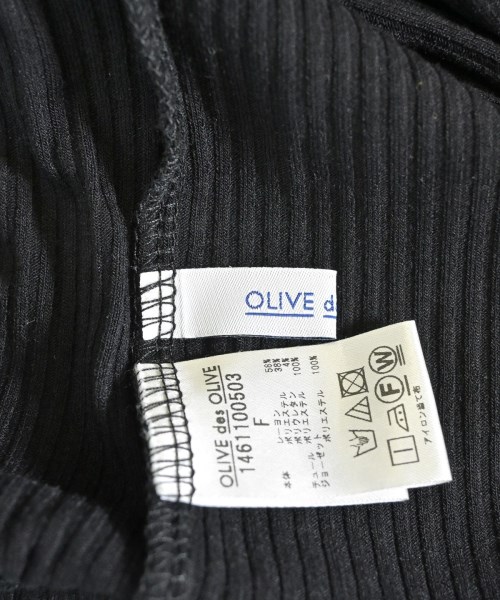 OLIVE d
OLIVE des OLIVE
1461100503
F
本体 レーヨン 58%
ポリエステル 38%
ポリウレタン 4%
チュール ポリエステル 100%
ジョーゼット ポリエステル 100%
F W
アイロン当て布